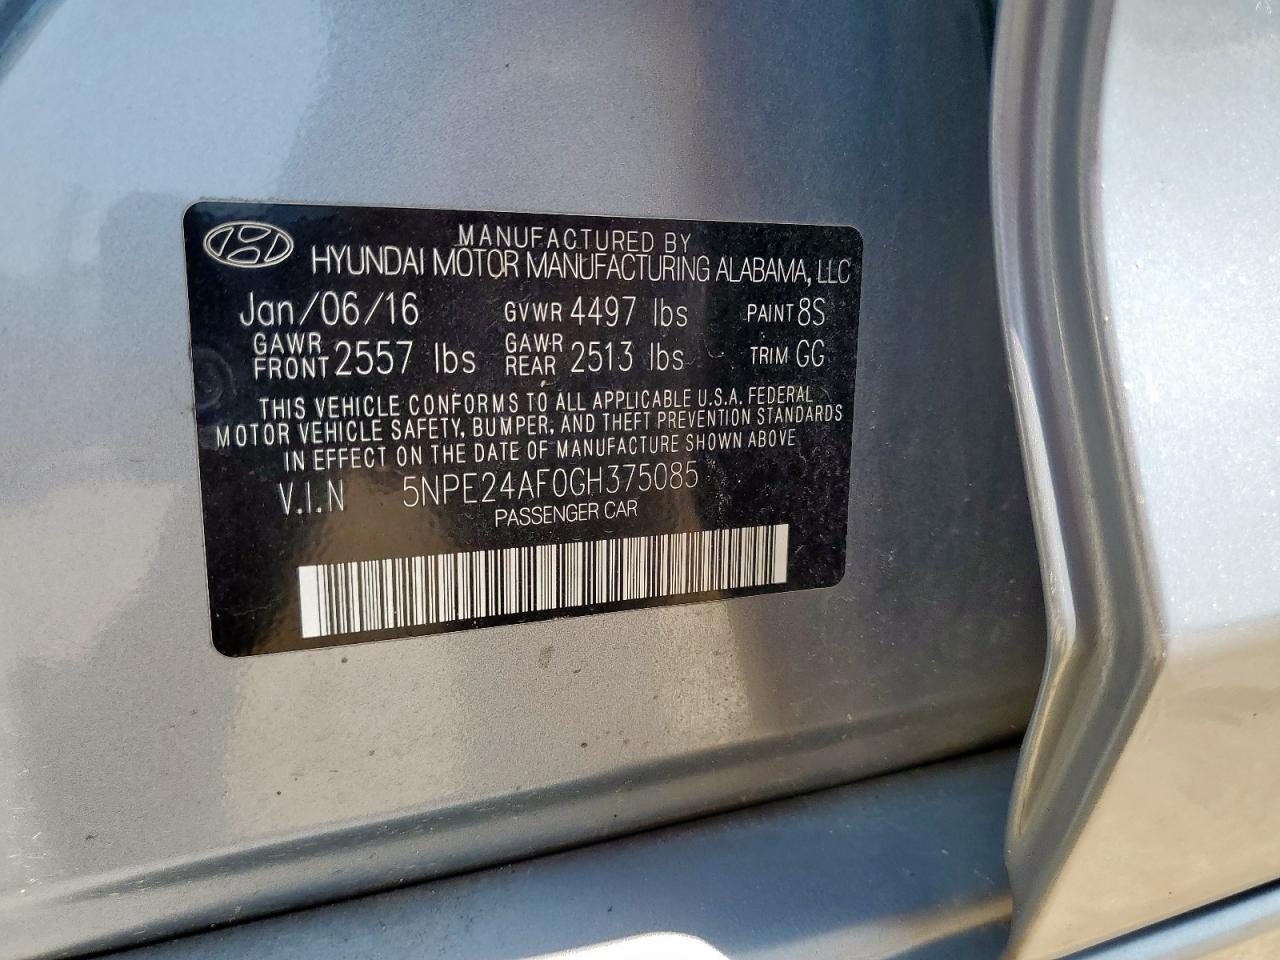 MANUFACTURED BY
HYUNDAI MOTOR MANUFACTURING ALABAMA, LLC
Jan/06/16 GVWR 4497 lbs PAINT 8S
GAWR FRONT 2557 lbs GAWR REAR 2513 lbs TRIM GG
THIS VEHICLE CONFORMS TO ALL APPLICABLE U.S.A. FEDERAL
MOTOR VEHICLE SAFETY, BUMPER, AND THEFT PREVENTION STANDARDS
IN EFFECT ON THE DATE OF MANUFACTURE SHOWN ABOVE
V.I.N 5NPE24AF0GH375085
PASSENGER CAR